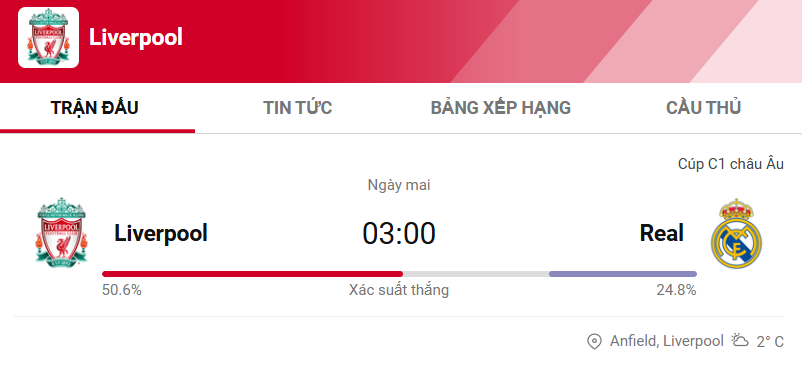 Liverpool
TRẬN ĐẤU TIN TỨC BẢNG XẾP HẠNG CẦU THỦ
Cúp C1 châu Âu
Ngày mai
Liverpool 03:00 Real
50.6% Xác suất thắng 24.8%
Anfield, Liverpool 2° C